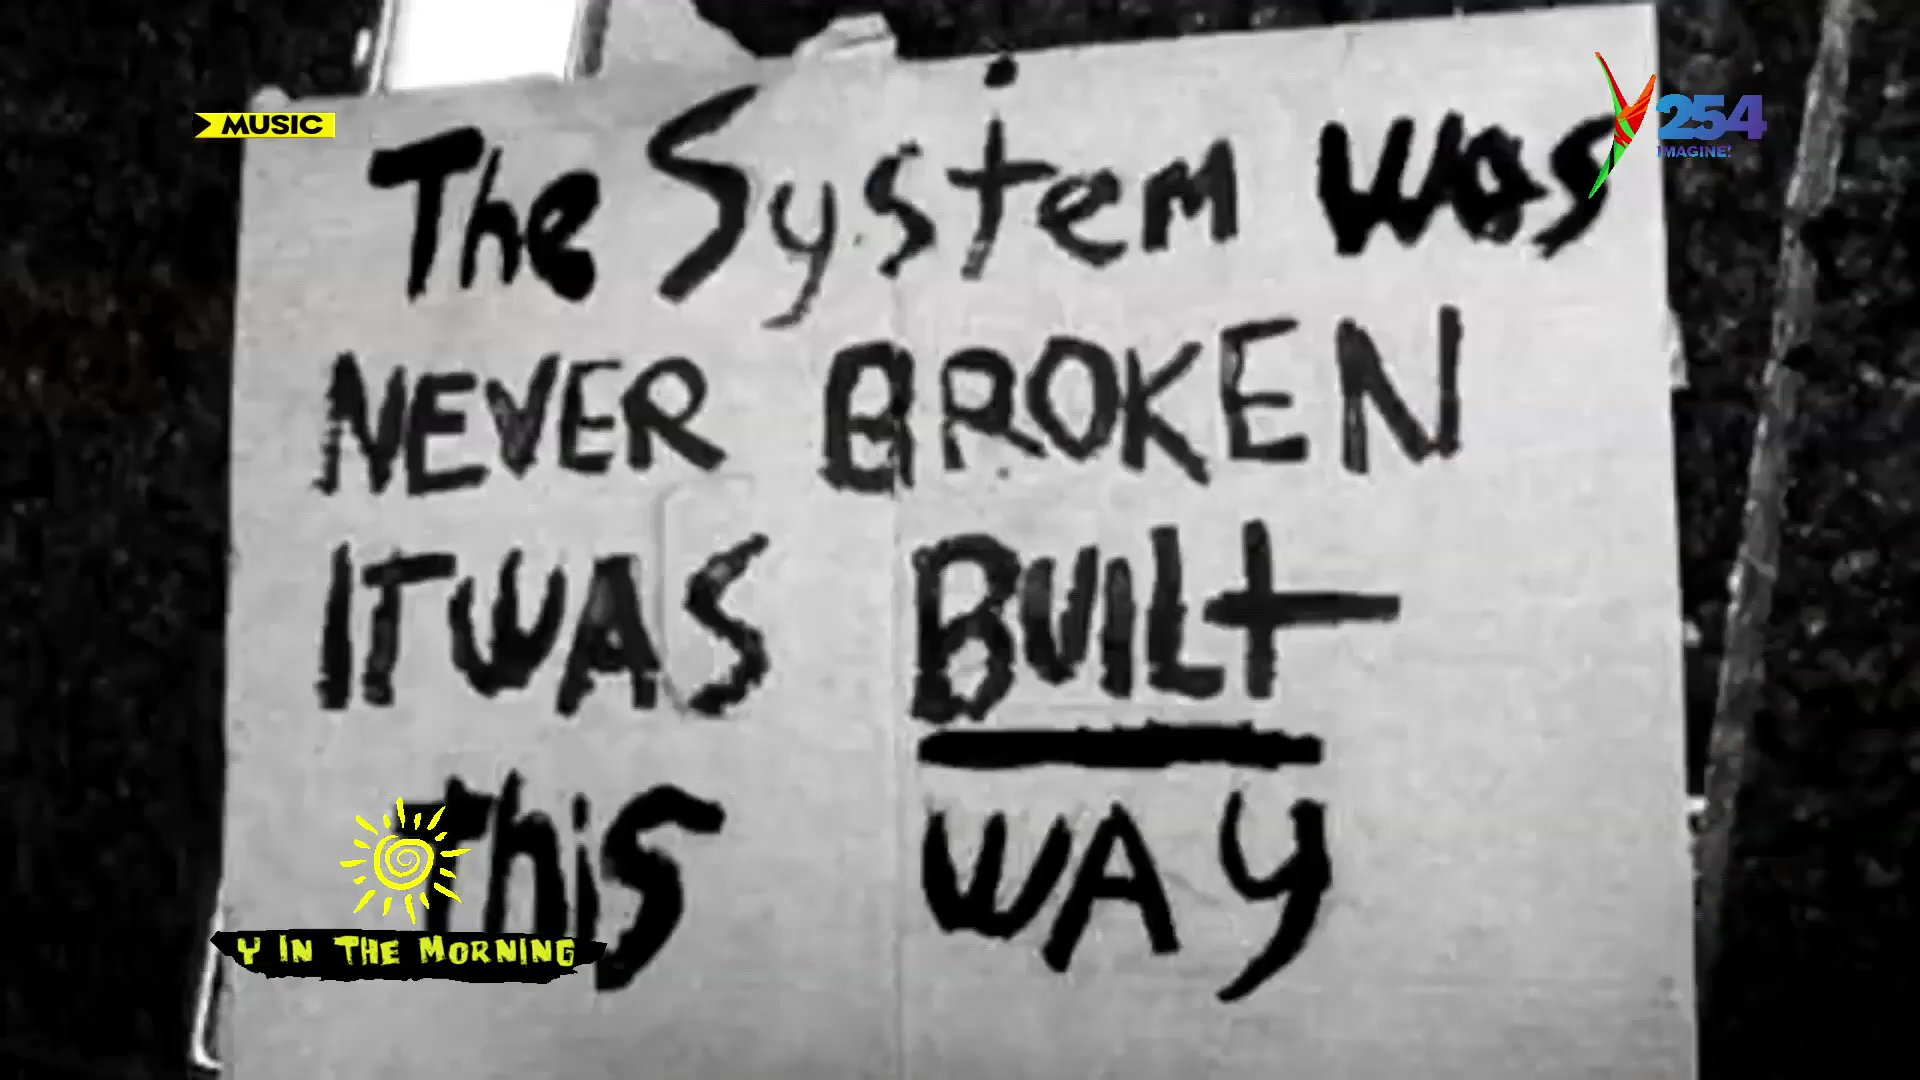 MUSIC
254
IMAGINE!
The System was
NEVER BROKEN
IT WAS BUILt
This WAY
Y IN THE MORNING